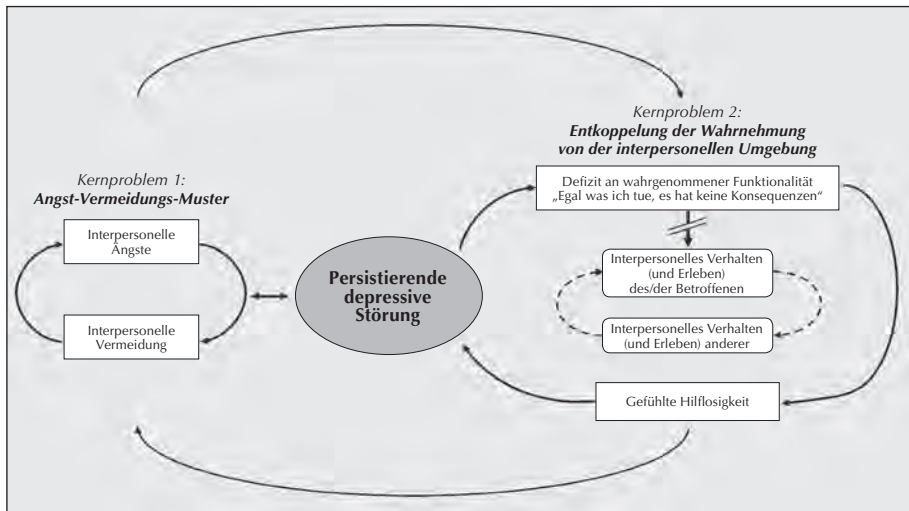 Kernproblem 1:
Angst-Vermeidungs-Muster
Interpersonelle
Ängste
Interpersonelle
Vermeidung
Persistierende
depressive
Störung
Kernproblem 2:
Entkoppelung der Wahrnehmung
von der interpersonellen Umgebung
Defizit an wahrgenommener Funktionalität
„Egal was ich tue, es hat keine Konsequenzen“
Interpersonelles Verhalten
(und Erleben)
des/der Betroffenen
Interpersonelles Verhalten
(und Erleben) anderer
Gefühlte Hilflosigkeit